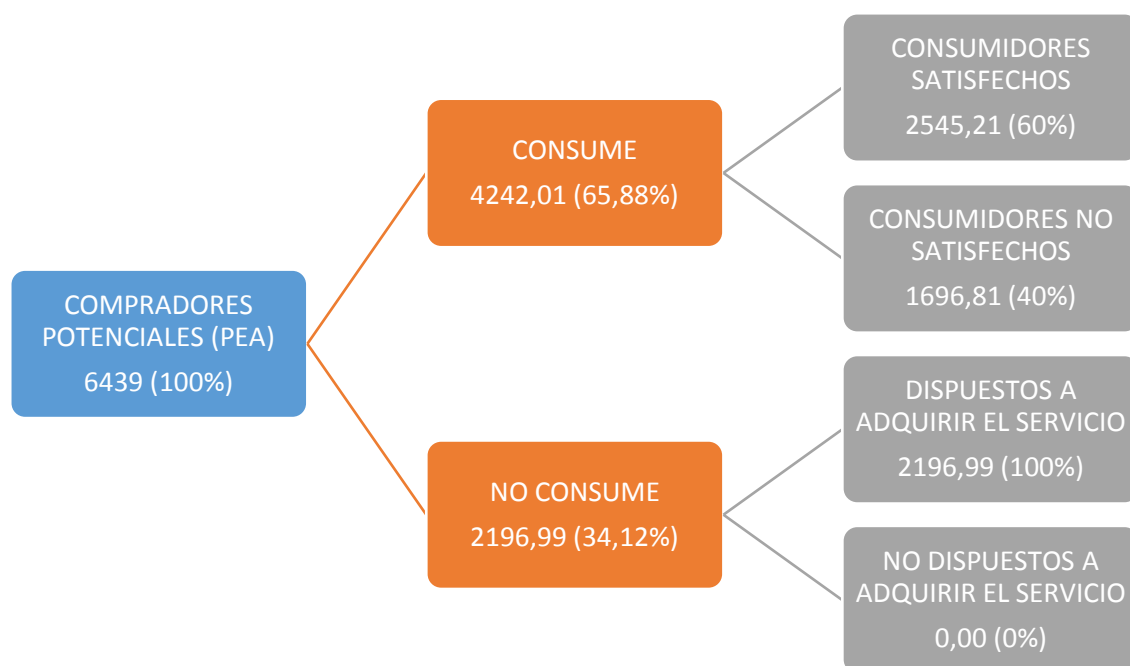 COMPRADORES
POTENCIALES (PEA)
6439 (100%)
CONSUME
4242,01 (65,88%)
CONSUMIDORES
SATISFECHOS
2545,21 (60%)
CONSUMIDORES NO
SATISFECHOS
1696,81 (40%)
NO CONSUME
2196,99 (34,12%)
DISPUESTOS A
ADQUIRIR EL SERVICIO
2196,99 (100%)
NO DISPUESTOS A
ADQUIRIR EL SERVICIO
0,00 (0%)